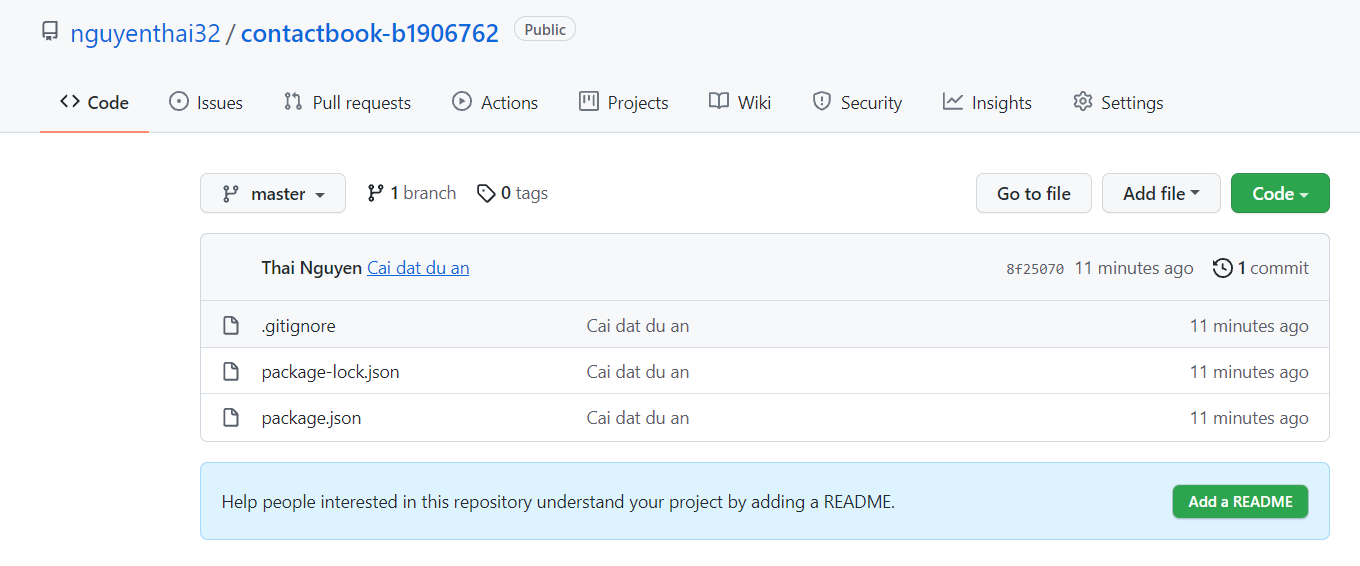 nguyenthai32 / contactbook-b1906762 Public
Code Issues Pull requests Actions Projects Wiki Security Insights Settings
master 1 branch 0 tags Go to file Add file Code
Thai Nguyen Cai dat du an 8f25070 11 minutes ago 1 commit
.gitignore Cai dat du an 11 minutes ago
package-lock.json Cai dat du an 11 minutes ago
package.json Cai dat du an 11 minutes ago
Help people interested in this repository understand your project by adding a README. Add a README